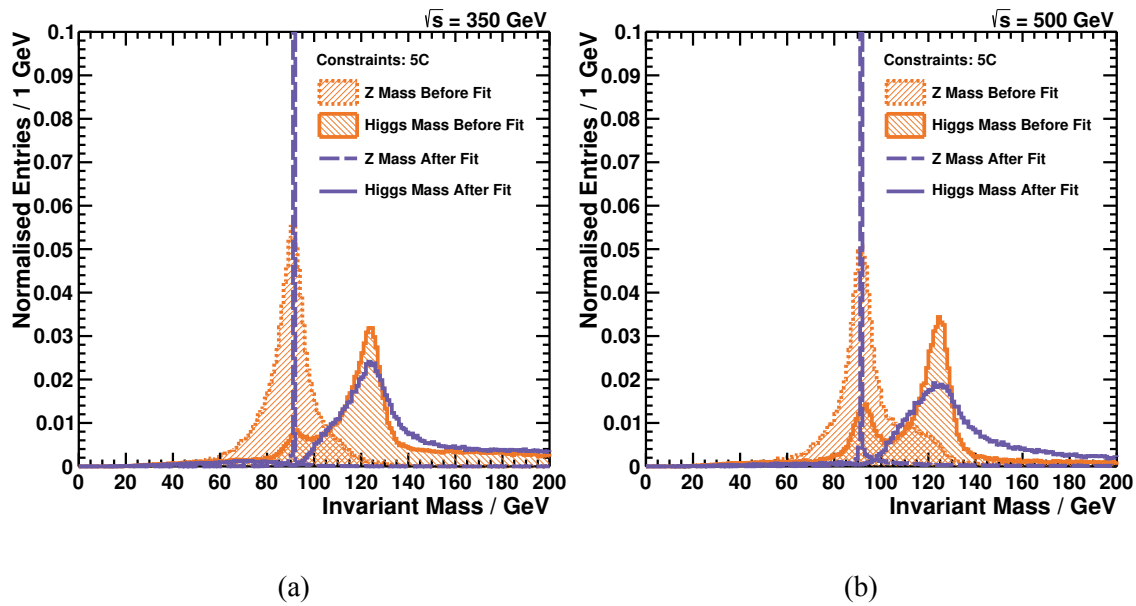 √s = 350 GeV
Normalised Entries / 1 GeV
0.1
0.09
0.08
0.07
0.06
0.05
0.04
0.03
0.02
0.01
0
Constraints: 5C
Z Mass Before Fit
Higgs Mass Before Fit
Z Mass After Fit
Higgs Mass After Fit
0 20 40 60 80 100 120 140 160 180 200
Invariant Mass / GeV
(a)
√s = 500 GeV
Normalised Entries / 1 GeV
0.1
0.09
0.08
0.07
0.06
0.05
0.04
0.03
0.02
0.01
0
Constraints: 5C
Z Mass Before Fit
Higgs Mass Before Fit
Z Mass After Fit
Higgs Mass After Fit
0 20 40 60 80 100 120 140 160 180 200
Invariant Mass / GeV
(b)